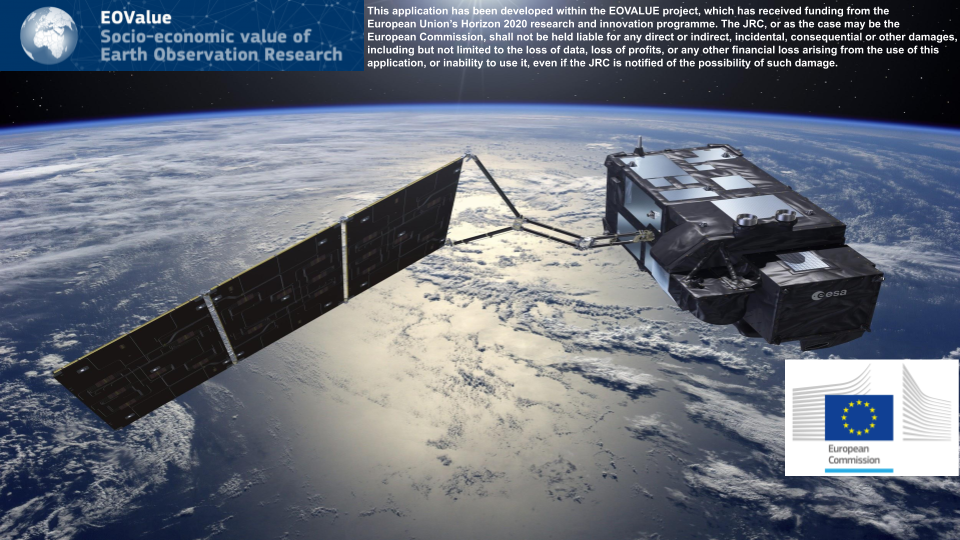 EOValue
Socio-economic value of
Earth Observation Research
This application has been developed within the EOVALUE project, which has received funding from the
European Union's Horizon 2020 research and innovation programme. The JRC, or as the case may be the
European Commission, shall not be held liable for any direct or indirect, incidental, consequential or other damages,
including but not limited to the loss of data, loss of profits, or any other financial loss arising from the use of this
application, or inability to use it, even if the JRC is notified of the possibility of such damage.
esa
European
Commission